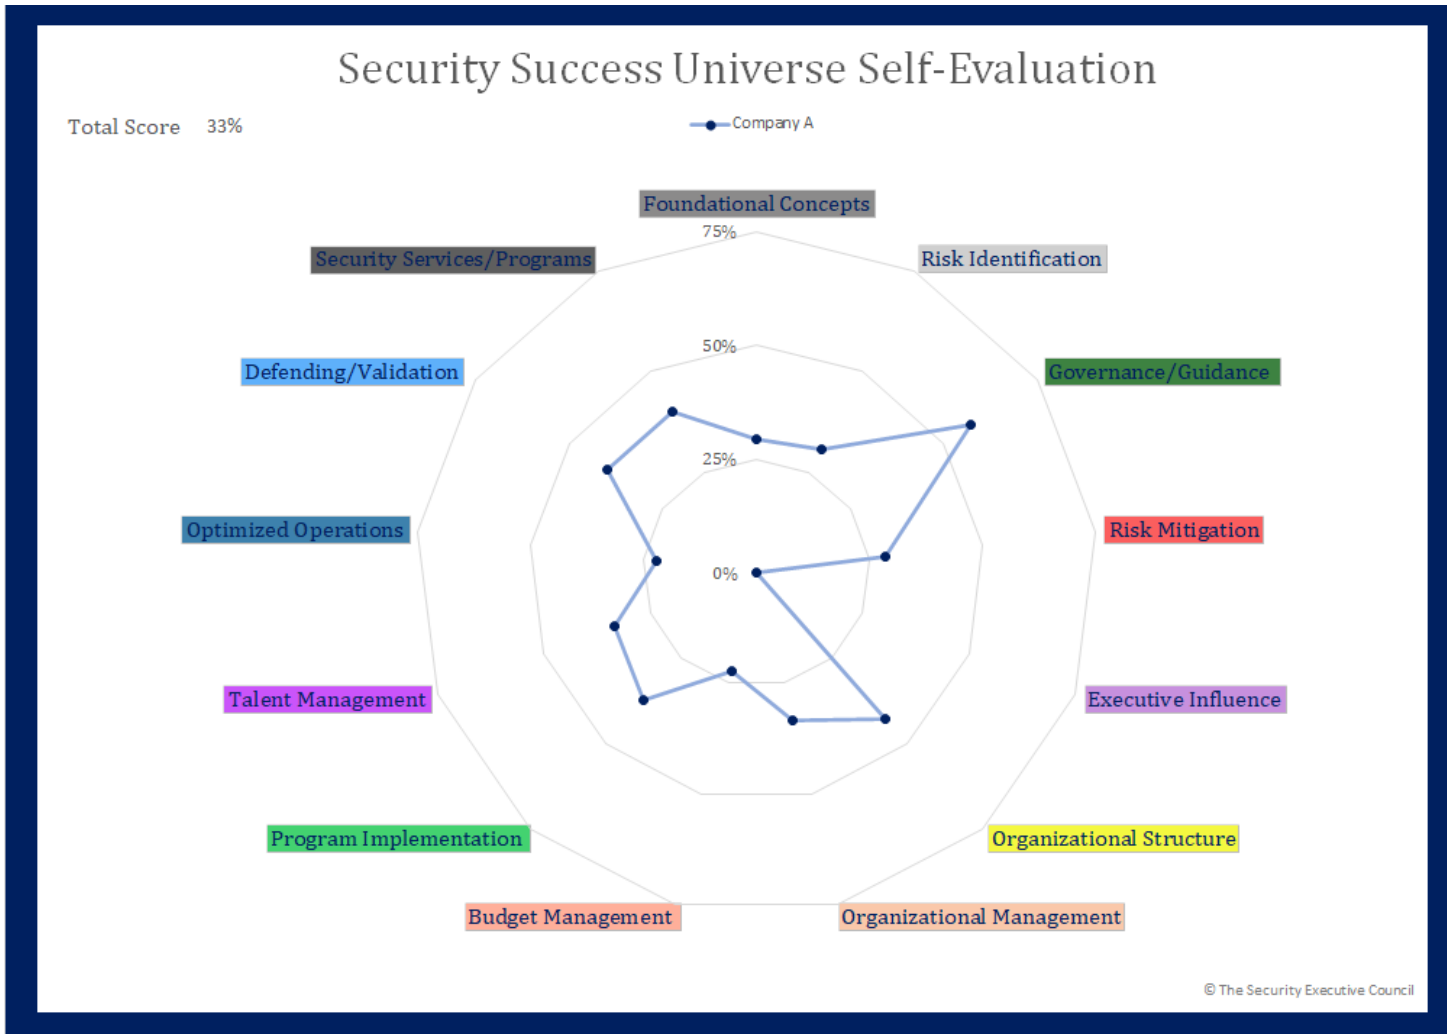 Security Success Universe Self-Evaluation
Total Score 33%
Company A
Foundational Concepts
75%
Security Services/Programs
Risk Identification
50%
Defending/Validation
Governance/Guidance
25%
Optimized Operations
Risk Mitigation
0%
Talent Management
Executive Influence
Program Implementation
Organizational Structure
Budget Management
Organizational Management
© The Security Executive Council